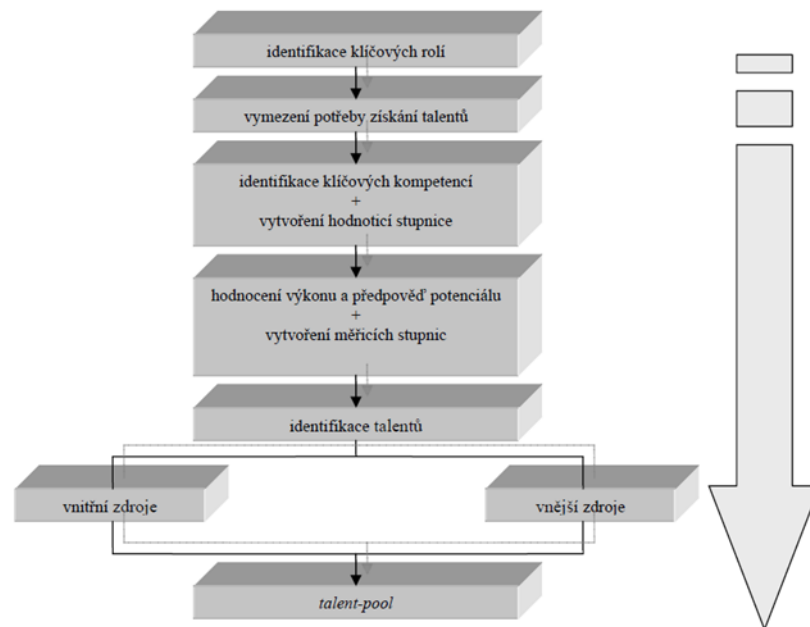 identifikace klíčových rolí
vymezení potřeby získání talentů
identifikace klíčových kompetencí
+
vytvoření hodnoticí stupnice
hodnocení výkonu a předpověď potenciálu
+
vytvoření měřicích stupnic
identifikace talentů
vnitřní zdroje
vnější zdroje
talent-pool